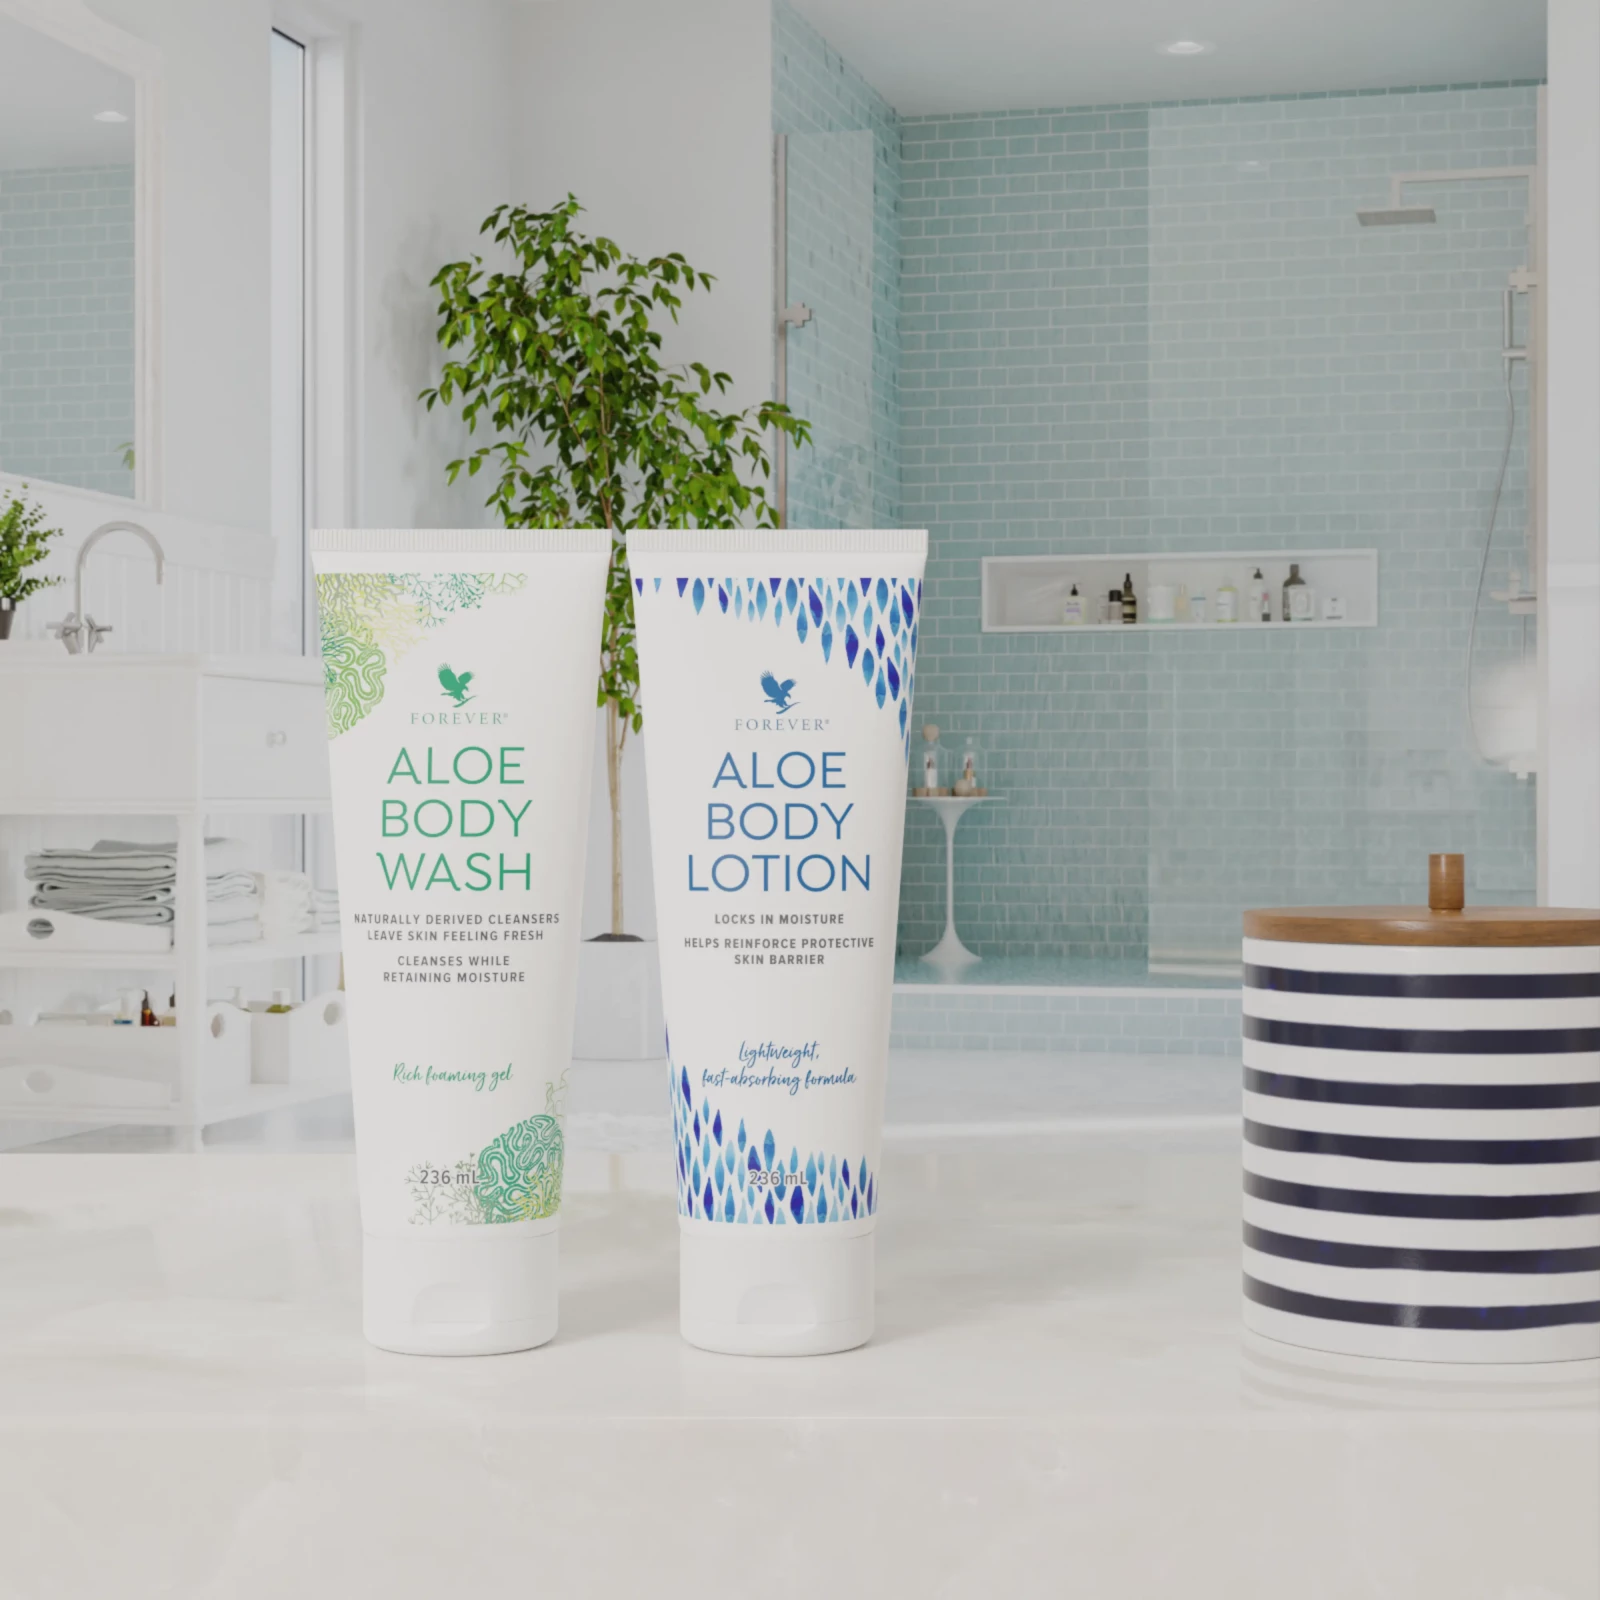 FOREVER®
ALOE
BODY
WASH
NATURALLY DERIVED CLEANSERS
LEAVE SKIN FEELING FRESH
CLEANSES WHILE
RETAINING MOISTURE
Rich foaming gel
236 mL
FOREVER®
ALOE
BODY
LOTION
LOCKS IN MOISTURE
HELPS REINFORCE PROTECTIVE
SKIN BARRIER
Lightweight,
fast-absorbing formula
236 mL